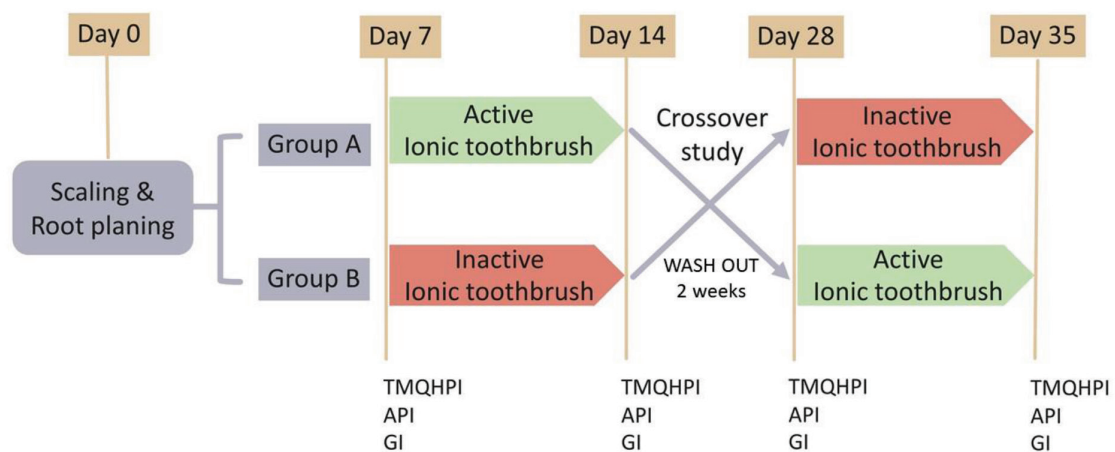 Day 0
Day 7
Day 14
Day 28
Day 35
Scaling &
Root planing
Group A
Active
Ionic toothbrush
Crossover
study
Inactive
Ionic toothbrush
Group B
Inactive
Ionic toothbrush
WASH OUT
2 weeks
Active
Ionic toothbrush
TMQHPI
API
GI
TMQHPI
API
GI
TMQHPI
API
GI
TMQHPI
API
GI